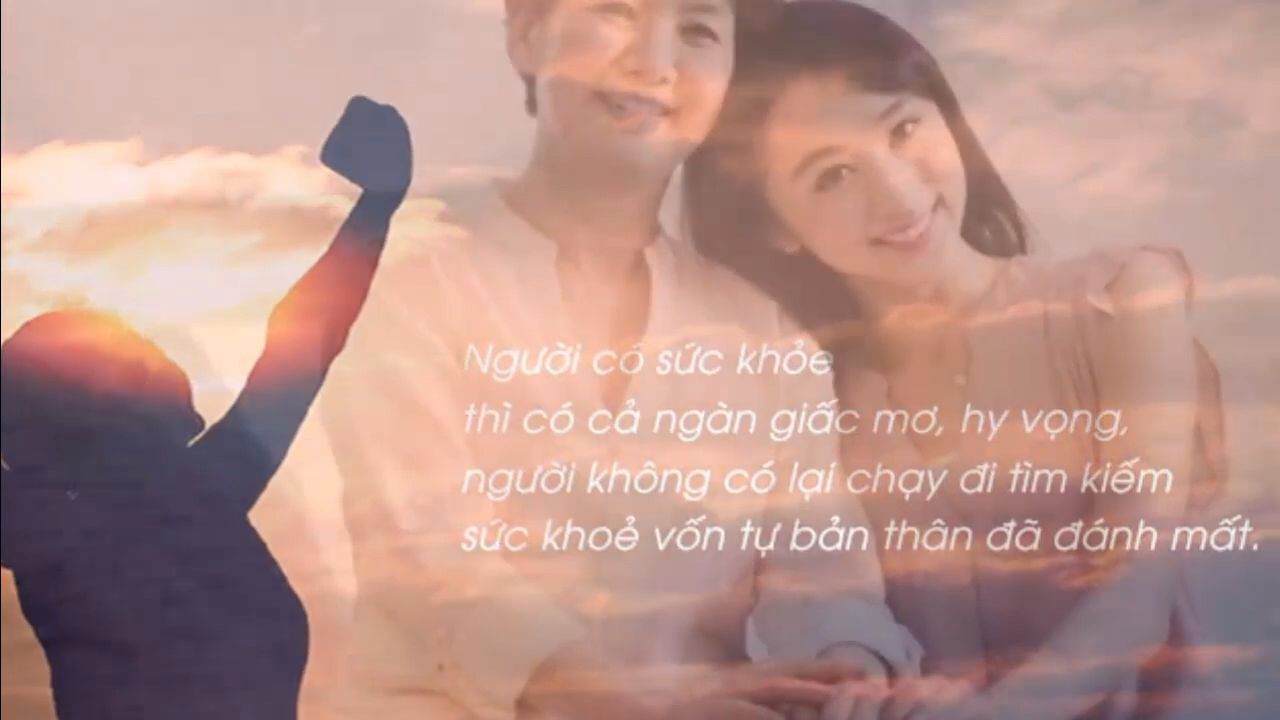 Người có sức khỏe
thì có cả ngàn giấc mơ, hy vọng,
người không có lại chạy đi tìm kiếm
sức khoẻ vốn tự bản thân đã đánh mất.